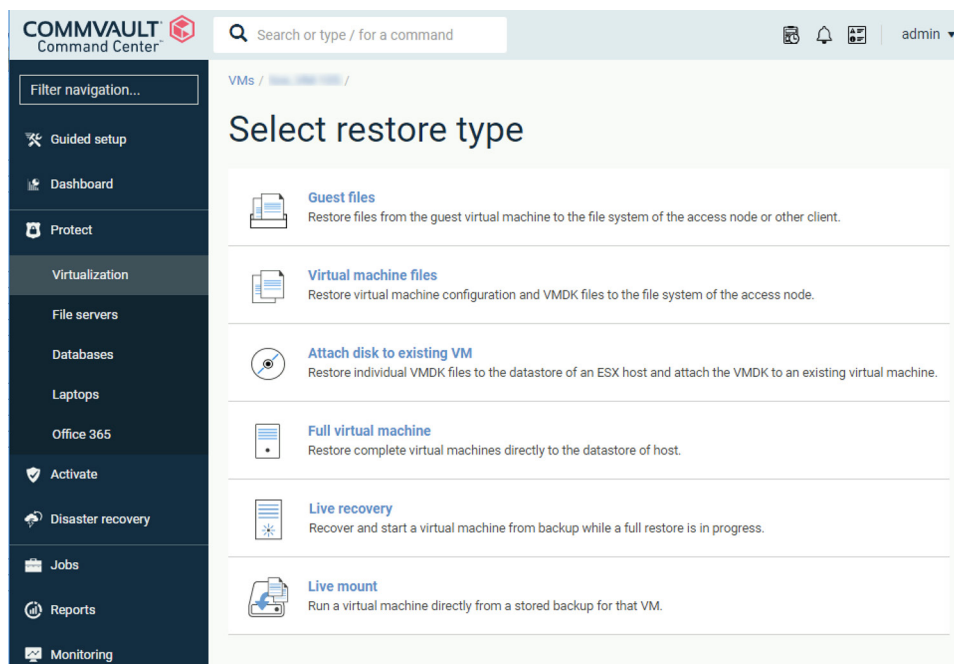 COMMVAULT
Command Center
Search or type / for a command
admin
Filter navigation...
Guided setup
Dashboard
Protect
Virtualization
File servers
Databases
Laptops
Office 365
Activate
Disaster recovery
Jobs
Reports
Monitoring
VMs / /
Select restore type
Guest files
Restore files from the guest virtual machine to the file system of the access node or other client.
Virtual machine files
Restore virtual machine configuration and VMDK files to the file system of the access node.
Attach disk to existing VM
Restore individual VMDK files to the datastore of an ESX host and attach the VMDK to an existing virtual machine.
Full virtual machine
Restore complete virtual machines directly to the datastore of host.
Live recovery
Recover and start a virtual machine from backup while a full restore is in progress.
Live mount
Run a virtual machine directly from a stored backup for that VM.